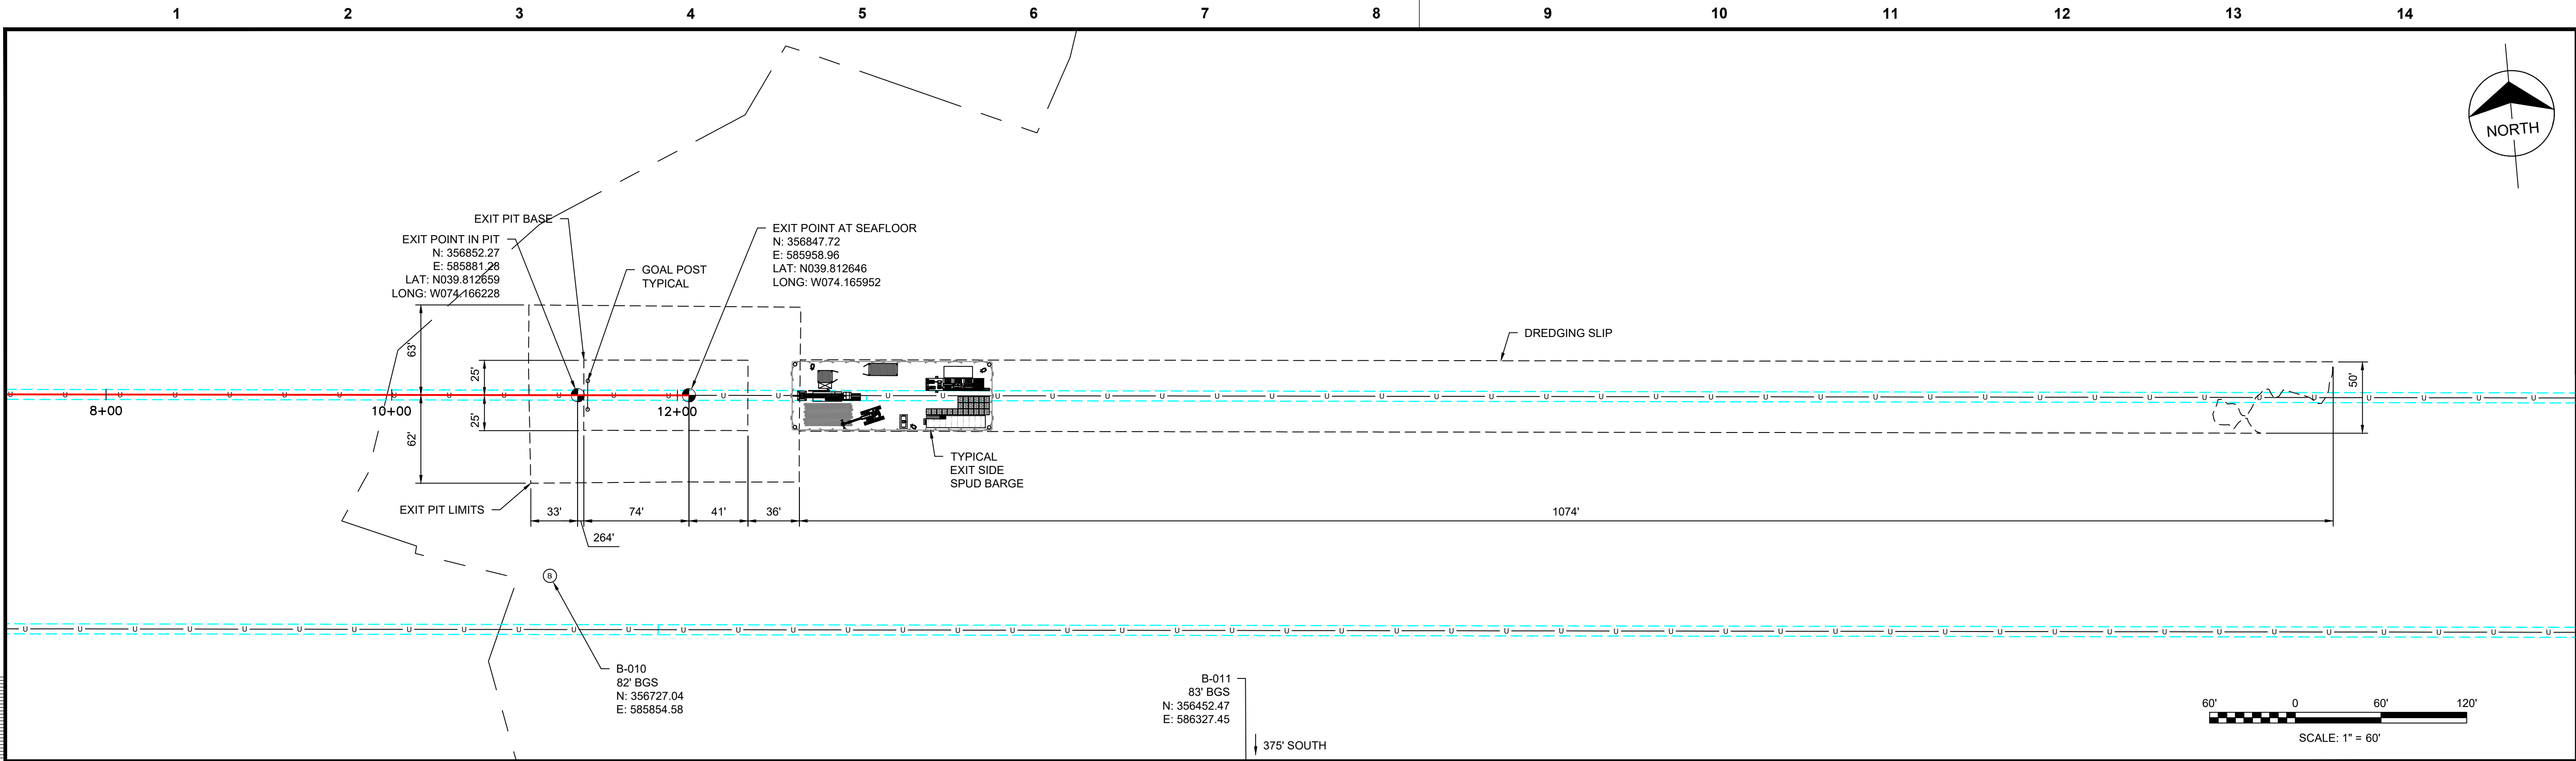 1 2 3 4 5 6 7 8 9 10 11 12 13 14
NORTH
EXIT PIT BASE
EXIT POINT IN PIT
N: 356852.27
E: 585881.28
LAT: N039.812659
LONG: W074.166228
GOAL POST
TYPICAL
EXIT POINT AT SEAFLOOR
N: 356847.72
E: 585958.96
LAT: N039.812646
LONG: W074.165952
DREDGING SLIP
63'
25'
25'
62'
50'
8+00
10+00
12+00
U U U U U U U U U U U U U U U U U U U U U U U U U U U U U U U U U U U U U U U U U U U U U U U
TYPICAL
EXIT SIDE
SPUD BARGE
EXIT PIT LIMITS
33' 74' 41' 36' 1074'
264'
B
U U U U U U U U U U U U U U U U U U U U U U U U U U U U U U U U U U U U U U U U U U U U U U U
B-010
82' BGS
N: 356727.04
E: 585854.58
B-011
83' BGS
N: 356452.47
E: 586327.45
375' SOUTH
60' 0 60' 120'
SCALE: 1" = 60'